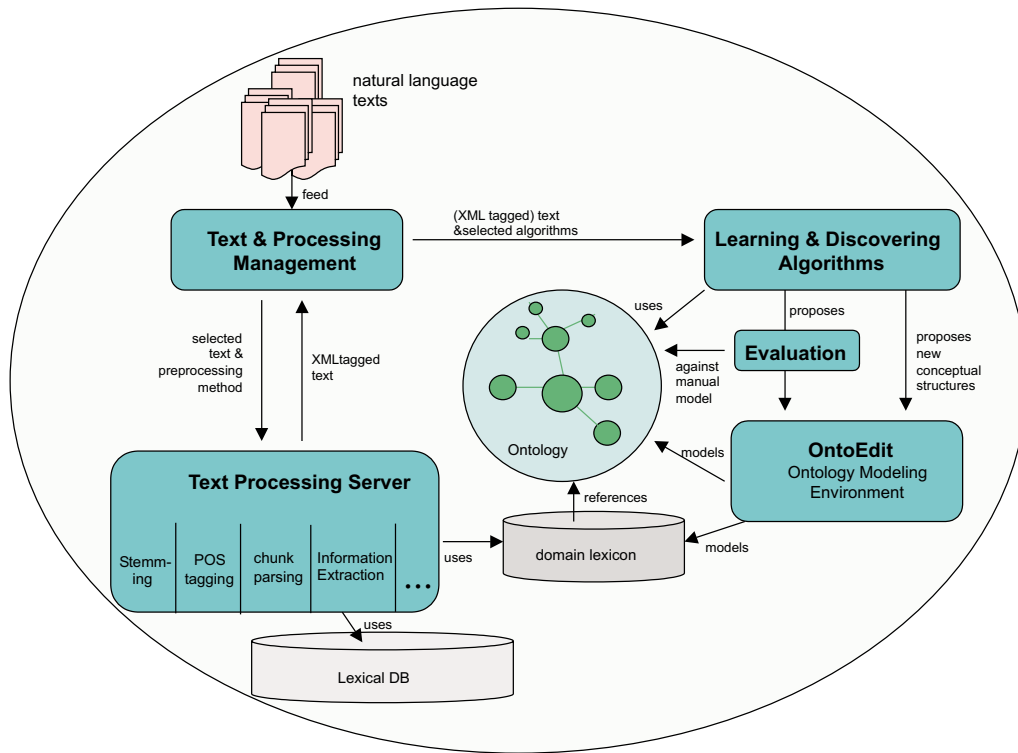 natural language
texts
feed
Text & Processing
Management
(XML tagged) text
&selected algorithms
Learning & Discovering
Algorithms
uses
proposes
Evaluation
against
manual
model
proposes
new
conceptual
structures
selected
text &
preprocessing
method
XMLtagged
text
Ontology
OntoEdit
Ontology Modeling
Environment
models
references
models
Text Processing Server
Stemm-
ing
POS
tagging
chunk
parsing
Information
Extraction
...
uses
domain lexicon
uses
Lexical DB